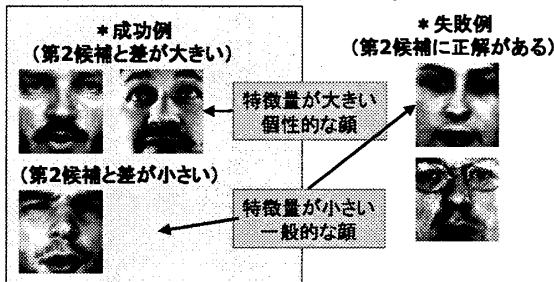 *成功例
(第2候補と差が大きい)
*失敗例
(第2候補に正解がある)
特徴量が大きい
個性的な顔
(第2候補と差が小さい)
特徴量が小さい
一般的な顔